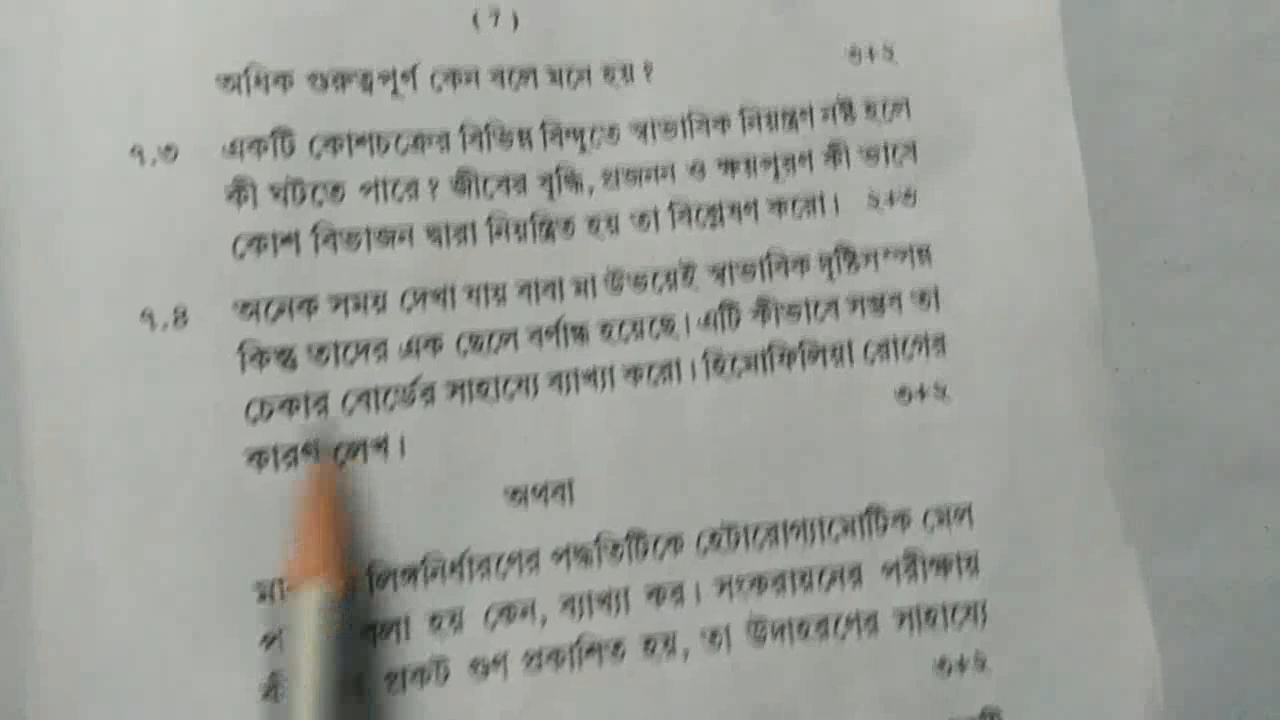 ( 7 )
অধিক গুরুত্বপূর্ণ কেন বলে মনে হয় ? ৩+২
৭.৩ একটি কোশচক্রের বিভিন্ন বিন্দুতে স্বাভাবিক নিয়ন্ত্রণ নষ্ট হলে
কী ঘটতে পারে ? জীবের বৃদ্ধি, প্রজনন ও ক্ষয়পূরণ কী ভাবে
কোশ বিভাজন দ্বারা নিয়ন্ত্রিত হয় তা বিশ্লেষণ করো। ২+৩
৭.৪ অনেক সময় দেখা যায় বাবা মা উভয়েই স্বাভাবিক দৃষ্টিসম্পন্ন
কিন্তু তাদের এক ছেলে বর্ণান্ধ হয়েছে। এটি কীভাবে সম্ভব তা
চেকার বোর্ডের সাহায্যে ব্যাখ্যা করো। হিমোফিলিয়া রোগের
কারণ লেখ। ৩+২
অথবা
লিঙ্গনির্ধারণের পদ্ধতিটিকে হেটারোগ্যামোটিক মেল
বলা হয় কেন, ব্যাখ্যা কর। সংকরায়নের পরীক্ষায়
প্রকট গুণ প্রকাশিত হয়, তা উদাহরণের সাহায্যে
৩+২